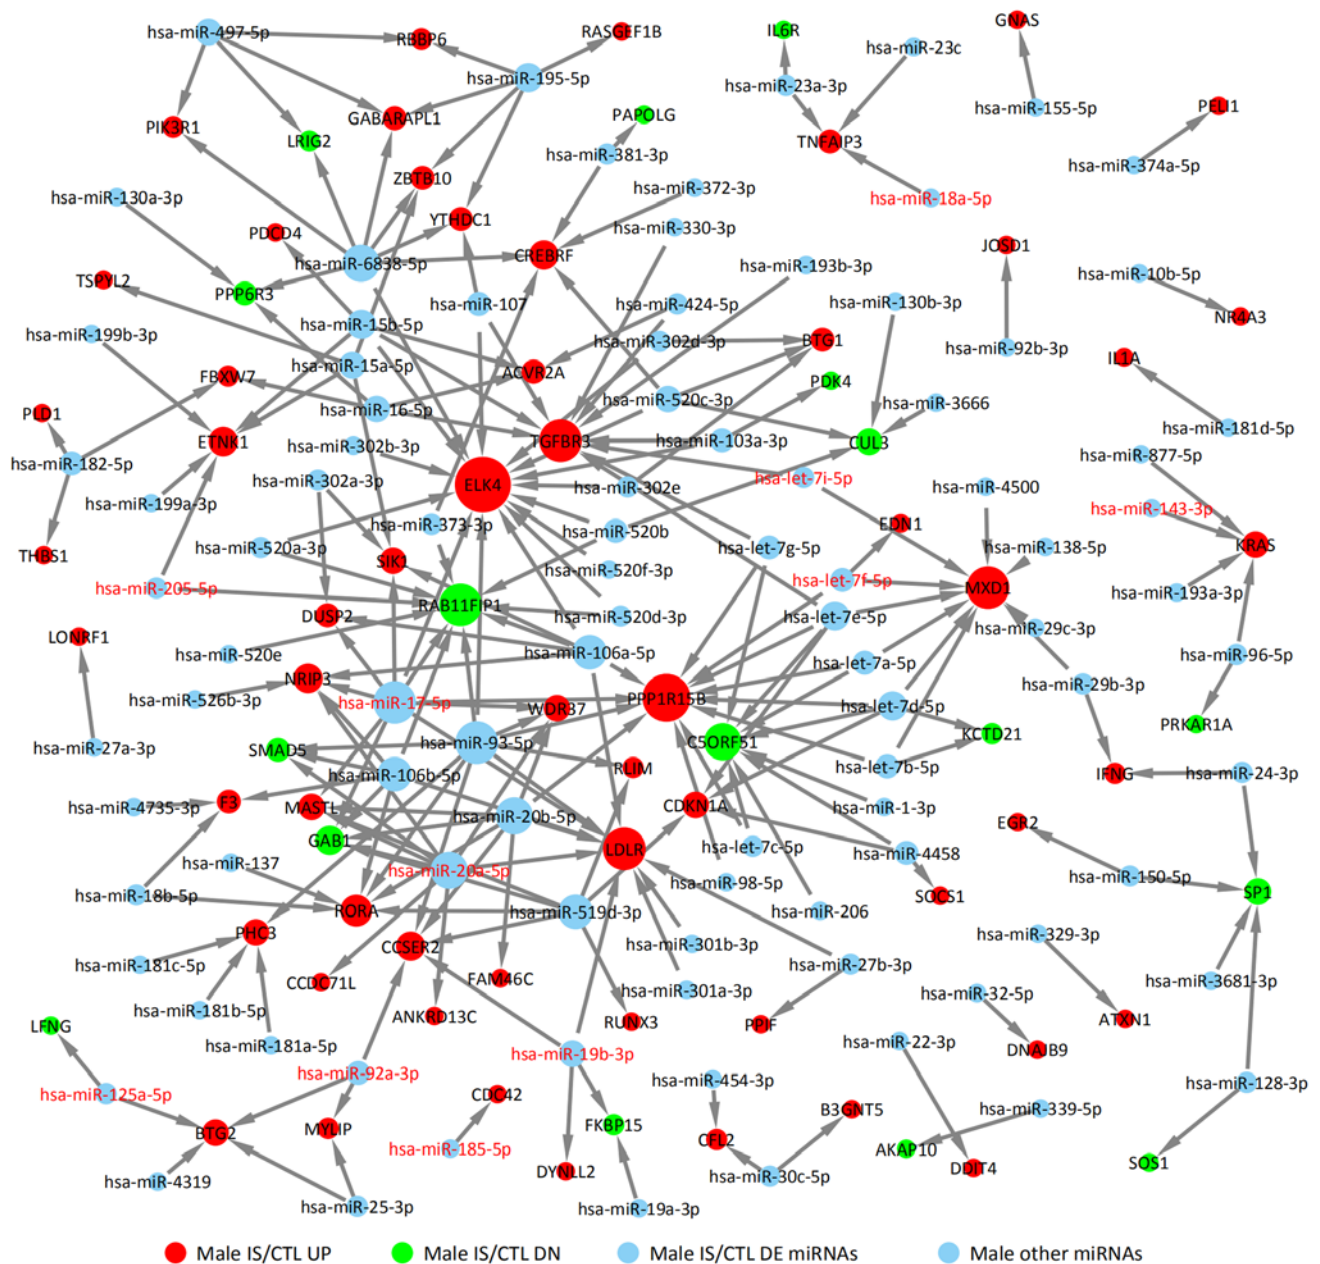 GNAS
hsa-miR-497-5p
RBBP6
RASGEF1B
IL6R
hsa-miR-23c
hsa-miR-195-5p
hsa-miR-23a-3p
hsa-miR-155-5p
PELI1
PIK3R1
GABARAPL1
PAPOLG
LRIG2
TNFAIP3
hsa-miR-381-3p
hsa-miR-374a-5p
ZBTB10
hsa-miR-130a-3p
hsa-miR-372-3p
hsa-miR-18a-5p
YTHDC1
hsa-miR-330-3p
PDCD4
CREBRF
JOSD1
hsa-miR-6838-5p
hsa-miR-193b-3p
hsa-miR-10b-5p
TSPYL2
PPP6R3
hsa-miR-107
hsa-miR-424-5p
hsa-miR-130b-3p
NR4A3
hsa-miR-15b-5p
hsa-miR-199b-3p
hsa-miR-302d-3p
BTG1
hsa-miR-92b-3p
IL1A
hsa-miR-15a-5p
FBXW7
ACVR2A
PDK4
hsa-miR-520c-3p
hsa-miR-3666
PLD1
hsa-miR-16-5p
hsa-miR-181d-5p
ETNK1
hsa-miR-302b-3p
TGFBR3
hsa-miR-103a-3p
CUL3
hsa-miR-877-5p
hsa-miR-182-5p
hsa-miR-302a-3p
ELK4
hsa-miR-302e
hsa-let-7i-5p
hsa-miR-4500
hsa-miR-199a-3p
hsa-miR-143-3p
hsa-miR-373-3p
hsa-miR-520b
EDN1
THBS1
hsa-miR-520a-3p
SIK1
hsa-let-7g-5p
hsa-miR-138-5p
KRAS
hsa-miR-520f-3p
hsa-let-7f-5p
MXD1
hsa-miR-205-5p
hsa-miR-193a-3p
RAB11FIP1
DUSP2
hsa-miR-520d-3p
hsa-let-7e-5p
hsa-miR-29c-3p
LONRF1
hsa-miR-520e
hsa-miR-106a-5p
hsa-let-7a-5p
hsa-miR-96-5p
NRIP3
hsa-miR-29b-3p
hsa-miR-526b-3p
hsa-miR-17-5p
WDR37
PPP1R15B
hsa-let-7d-5p
PRKAR1A
hsa-miR-27a-3p
SMAD5
hsa-miR-93-5p
C5ORF51
KCTD21
hsa-miR-106b-5p
RLIM
hsa-let-7b-5p
IFNG
hsa-miR-24-3p
hsa-miR-4735-3p
F3
MASTL
hsa-miR-20b-5p
CDKN1A
hsa-miR-1-3p
EGR2
GAB1
LDLR
hsa-let-7c-5p
hsa-miR-4458
hsa-miR-137
hsa-miR-20a-5p
hsa-miR-98-5p
hsa-miR-150-5p
hsa-miR-18b-5p
RORA
hsa-miR-519d-3p
hsa-miR-206
SOCS1
SP1
PHC3
CCSER2
hsa-miR-301b-3p
hsa-miR-329-3p
hsa-miR-181c-5p
CCDC71L
FAM46C
hsa-miR-27b-3p
hsa-miR-3681-3p
hsa-miR-181b-5p
ANKRD13C
hsa-miR-301a-3p
hsa-miR-32-5p
LFNG
RUNX3
PPIF
ATXN1
hsa-miR-181a-5p
hsa-miR-19b-3p
hsa-miR-22-3p
DNAJB9
hsa-miR-92a-3p
hsa-miR-454-3p
hsa-miR-128-3p
hsa-miR-125a-5p
CDC42
B3GNT5
hsa-miR-339-5p
BTG2
MYLIP
FKBP15
CFL2
hsa-miR-185-5p
AKAP10
SOS1
DYNLL2
hsa-miR-30c-5p
DDIT4
hsa-miR-4319
hsa-miR-25-3p
hsa-miR-19a-3p
Male IS/CTL UP
Male IS/CTL DN
Male IS/CTL DE miRNAs
Male other miRNAs